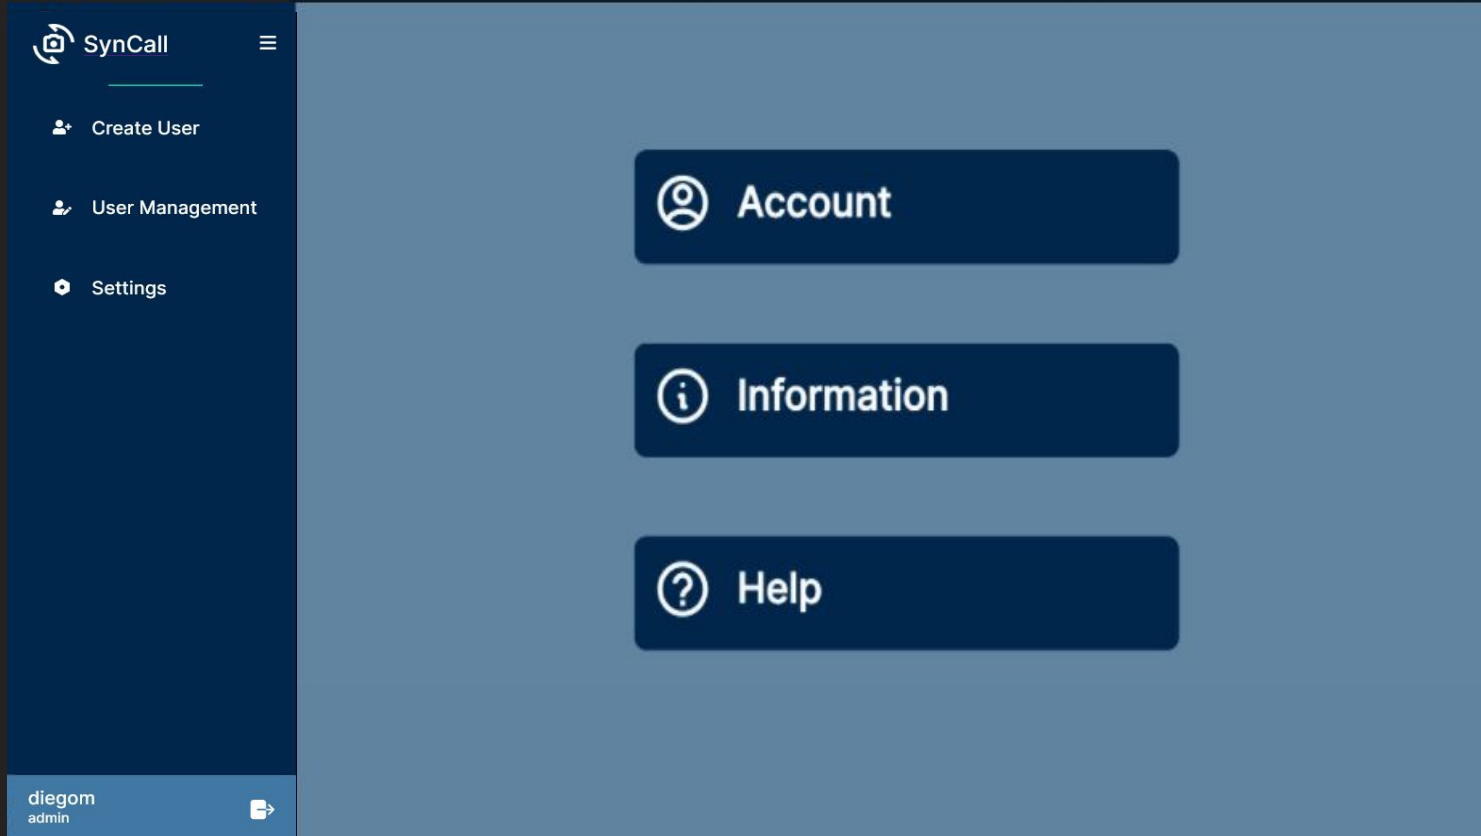 SynCall
Create User
User Management
Settings
Account
Information
Help
diegom
admin